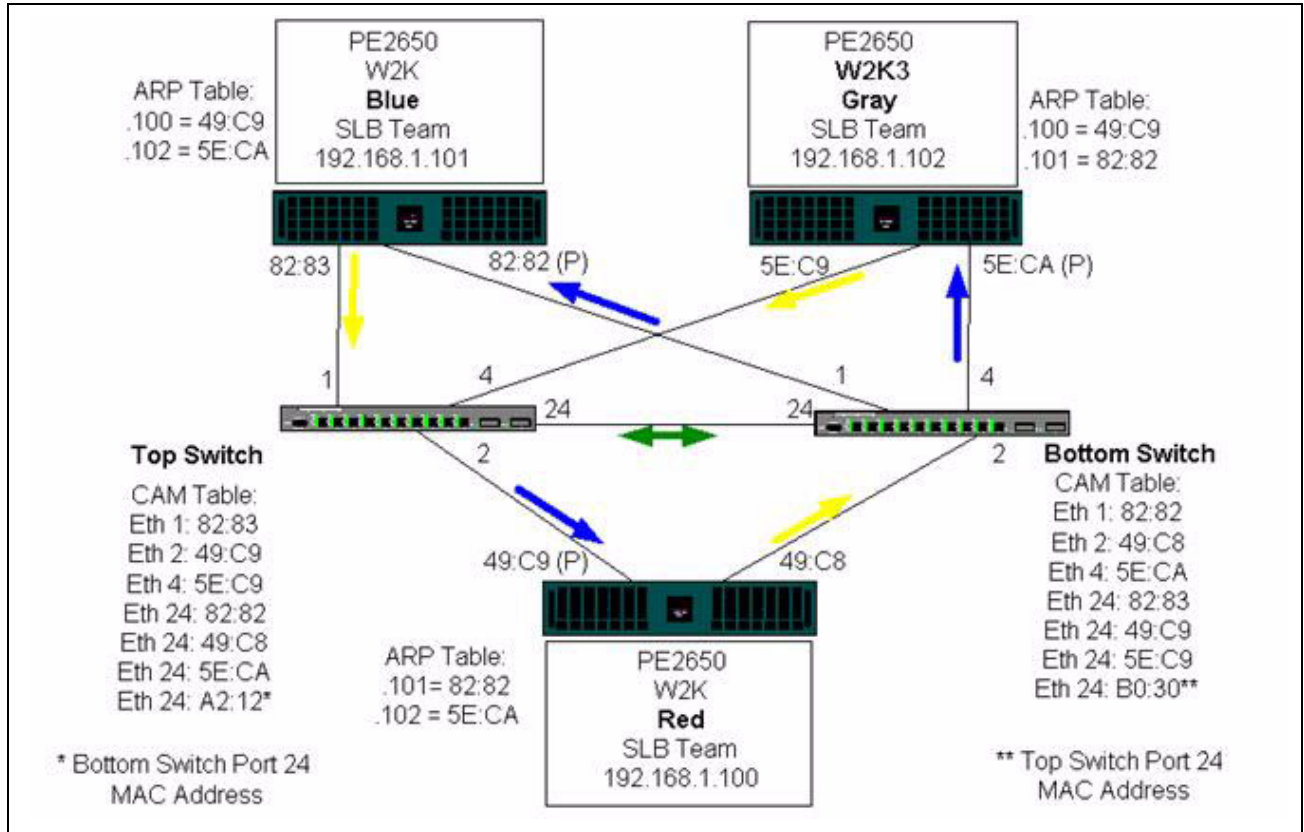 PE2650
W2K
Blue
SLB Team
192.168.1.101
ARP Table:
.100 = 49:C9
.102 = 5E:CA
PE2650
W2K3
Gray
SLB Team
192.168.1.102
ARP Table:
.100 = 49:C9
.101 = 82:82
82:83
82:82 (P)
5E:C9
5E:CA (P)
1
4
1
4
24
24
2
2
Top Switch
CAM Table:
Eth 1: 82:83
Eth 2: 49:C9
Eth 4: 5E:C9
Eth 24: 82:82
Eth 24: 49:C8
Eth 24: 5E:CA
Eth 24: A2:12*
* Bottom Switch Port 24
MAC Address
Bottom Switch
CAM Table:
Eth 1: 82:82
Eth 2: 49:C8
Eth 4: 5E:CA
Eth 24: 82:83
Eth 24: 49:C9
Eth 24: 5E:C9
Eth 24: B0:30**
** Top Switch Port 24
MAC Address
49:C9 (P)
49:C8
ARP Table:
.101= 82:82
.102 = 5E:CA
PE2650
W2K
Red
SLB Team
192.168.1.100